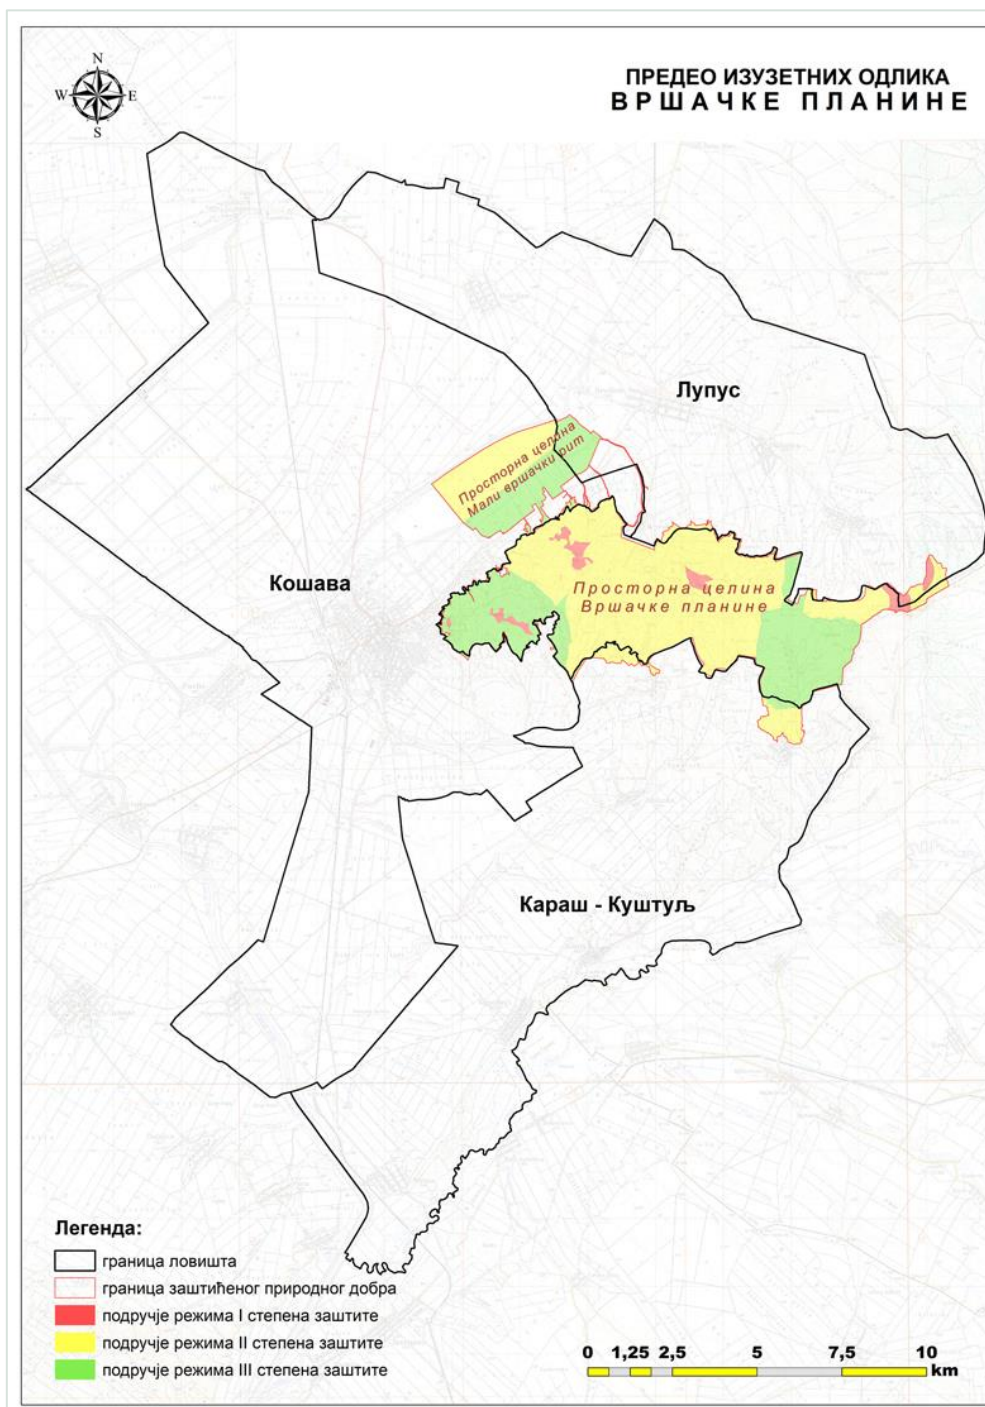 N
W E
S
ПРЕДЕО ИЗУЗЕТНИХ ОДЛИКА
ВРШАЧКЕ ПЛАНИНЕ
Лупус
Просторна целина
Мали вршачки рит
Кошава
Просторна целина
Вршачке планине
Караш - Куштуљ
Легенда:
граница ловишта
граница заштићеног природног добра
подручје режима I степена заштите
подручје режима II степена заштите
подручје режима III степена заштите
0 1,25 2,5 5 7,5 10
km